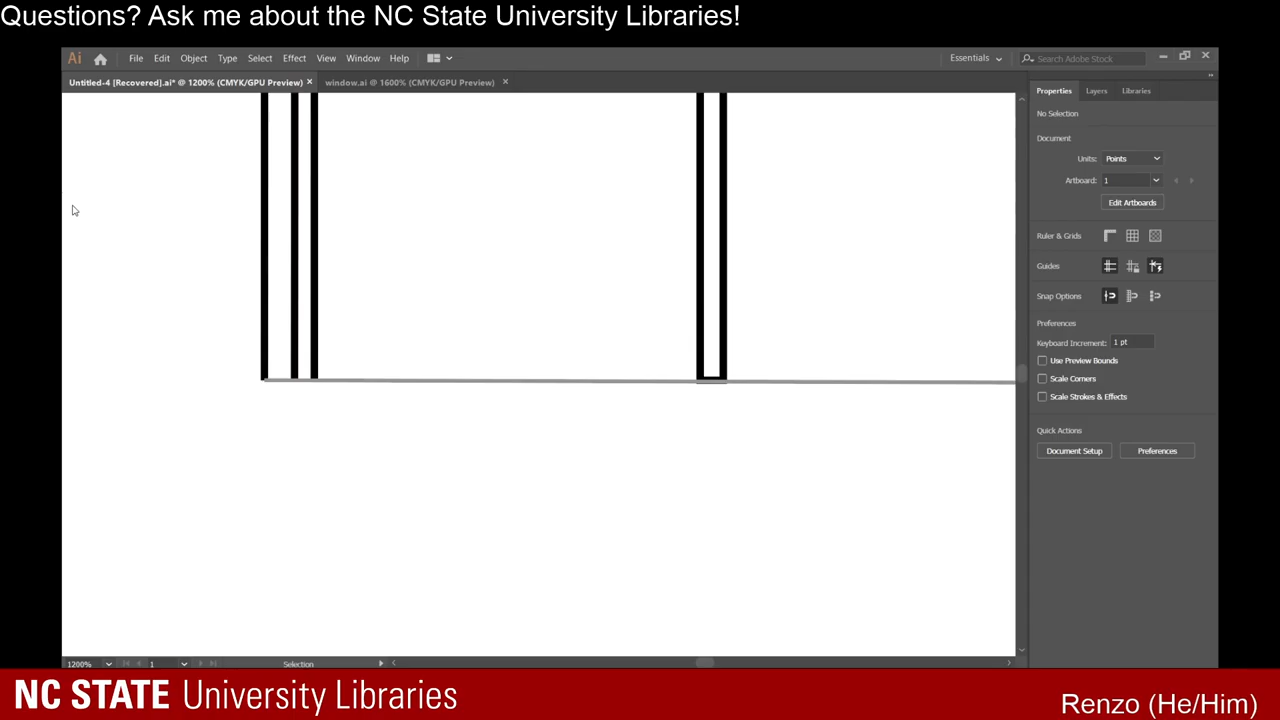 Questions? Ask me about the NC State University Libraries!
Ai File Edit Object Type Select Effect View Window Help Essentials Search Adobe Stock
Untitled-4 [Recovered].ai* @ 1200% (CMYK/GPU Preview) × window.ai @ 1600% (CMYK/GPU Preview) ×
Properties Layers Libraries
No Selection
Document
Units: Points
Artboard: 1
Edit Artboards
Ruler & Grids
Guides
Snap Options
Preferences
Keyboard Increment: 1 pt
Use Preview Bounds
Scale Corners
Scale Strokes & Effects
Quick Actions
Document Setup Preferences
1200% 1 Selection
NC STATE University Libraries
Renzo (He/Him)